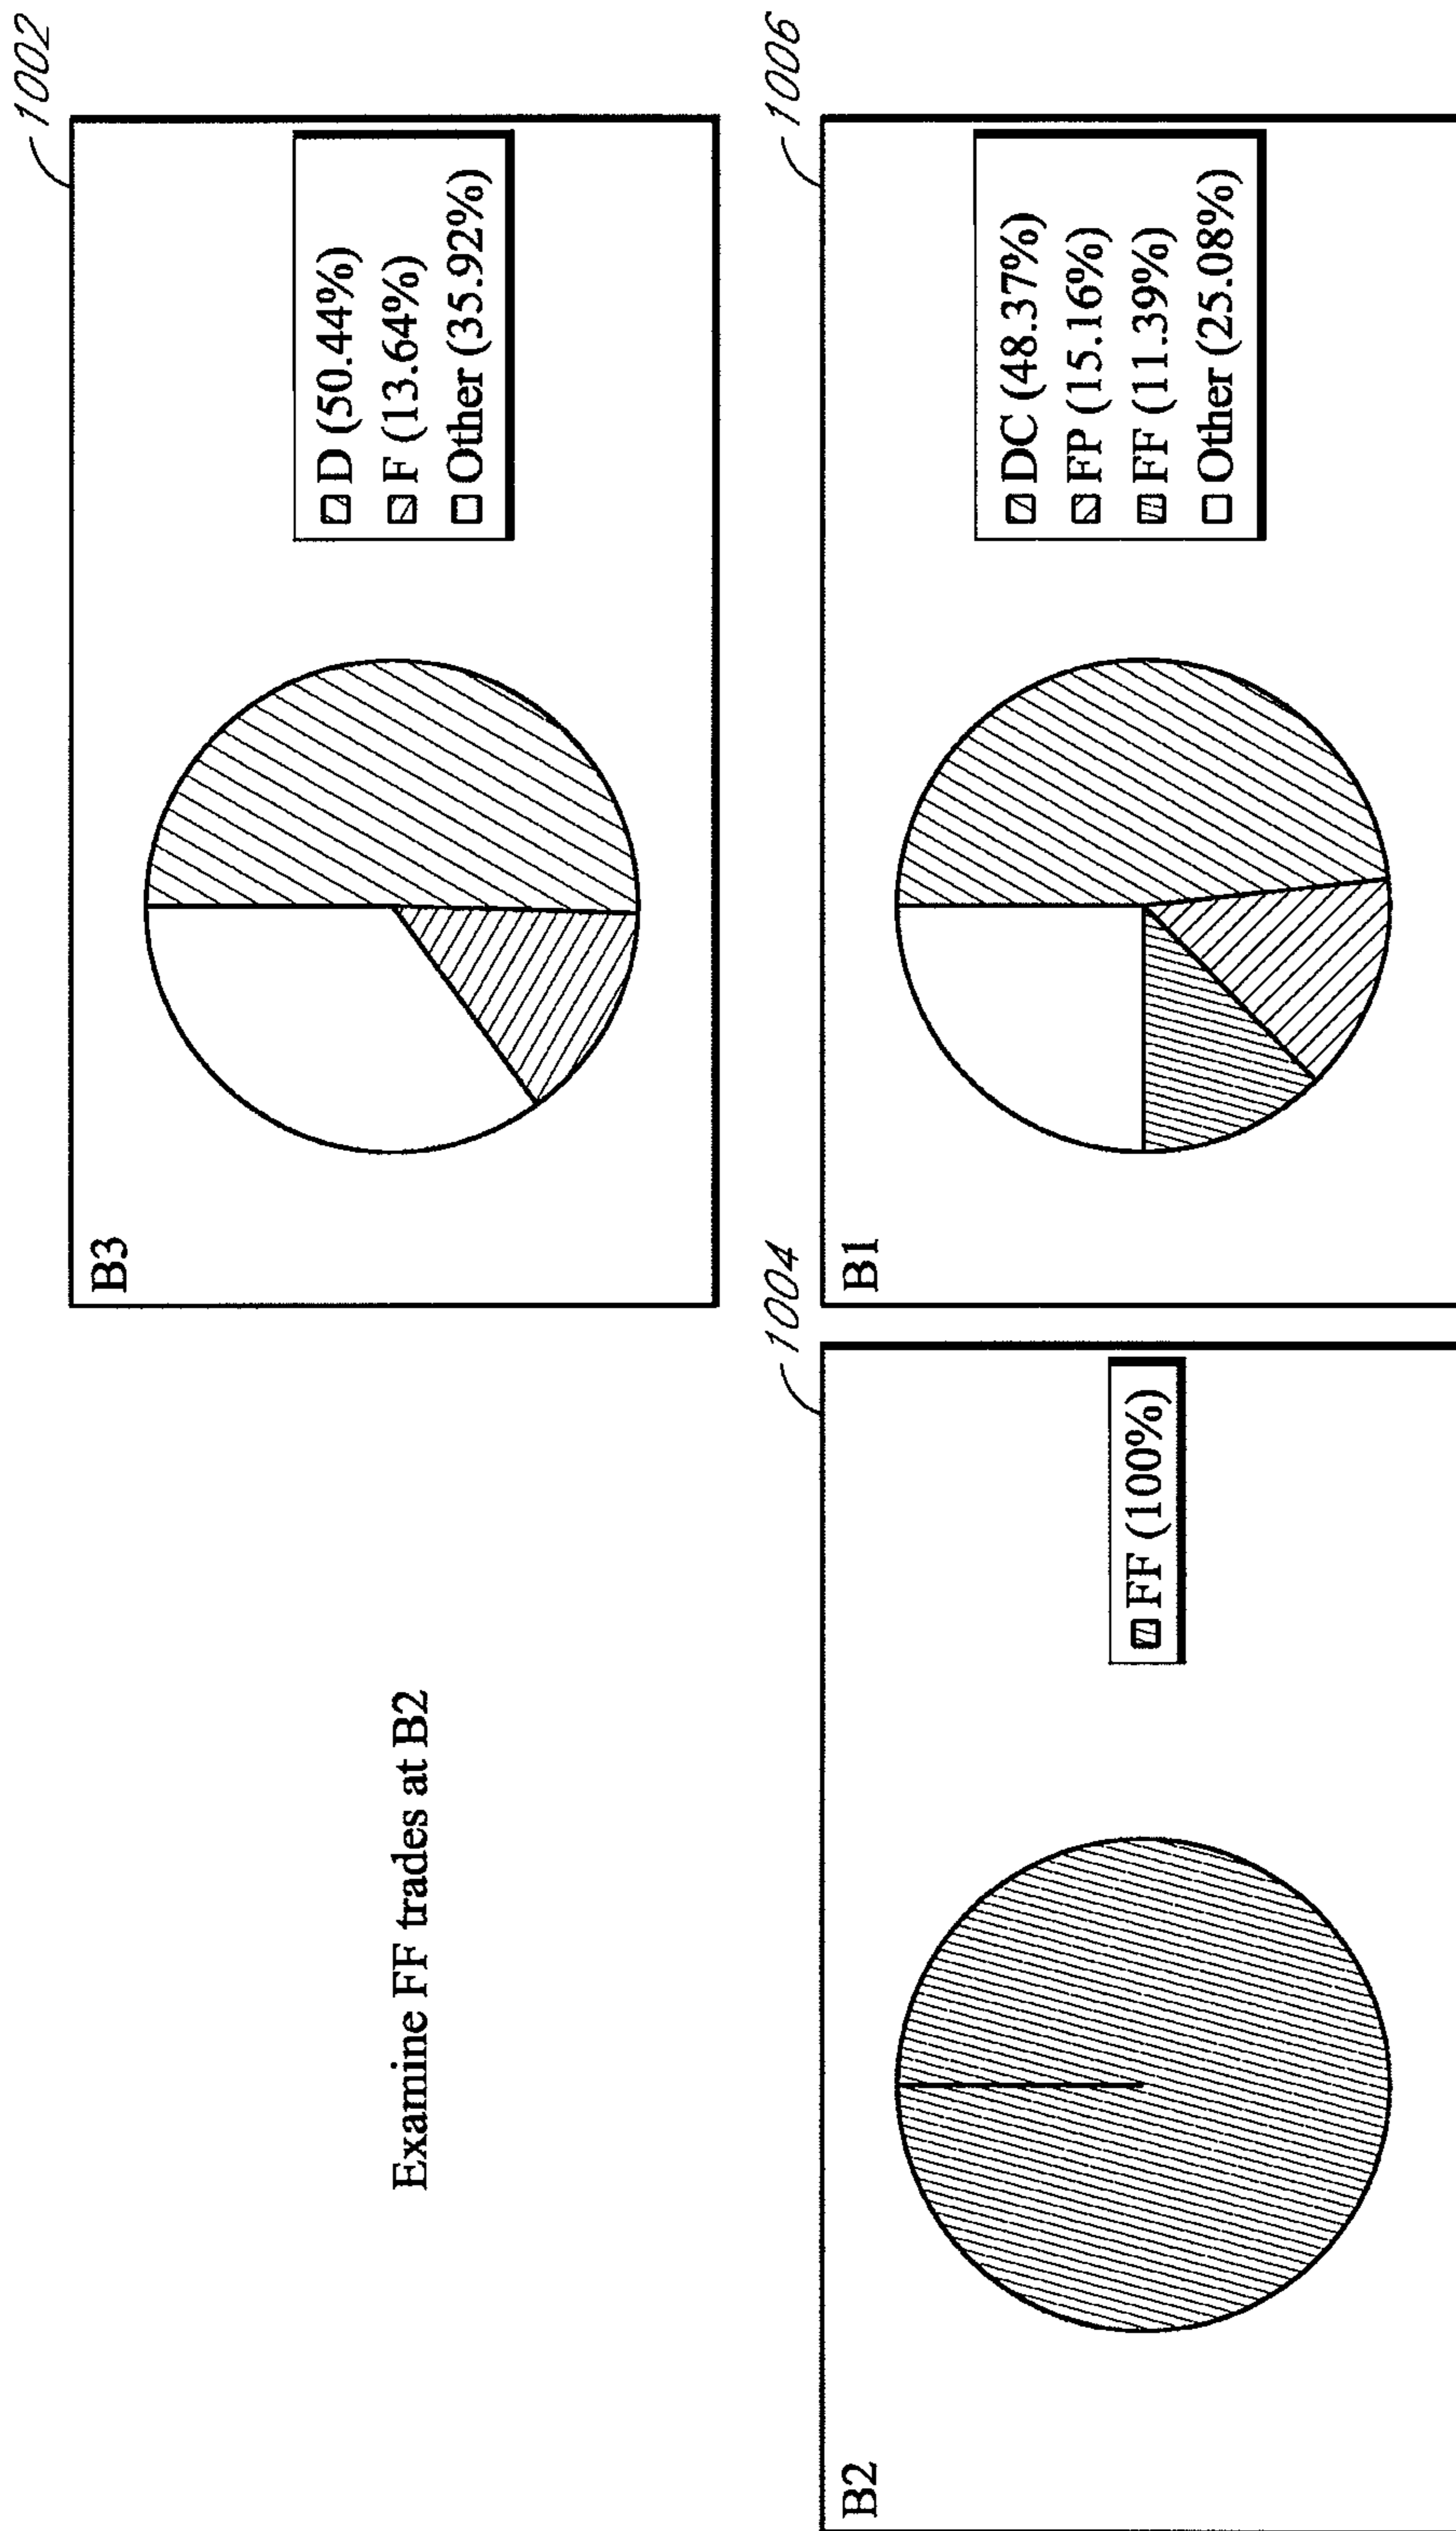 Examine FF trades at B2
1002
B3
D (50.44%)
F (13.64%)
Other (35.92%)
1004
B2
FF (100%)
1006
B1
DC (48.37%)
FP (15.16%)
FF (11.39%)
Other (25.08%)